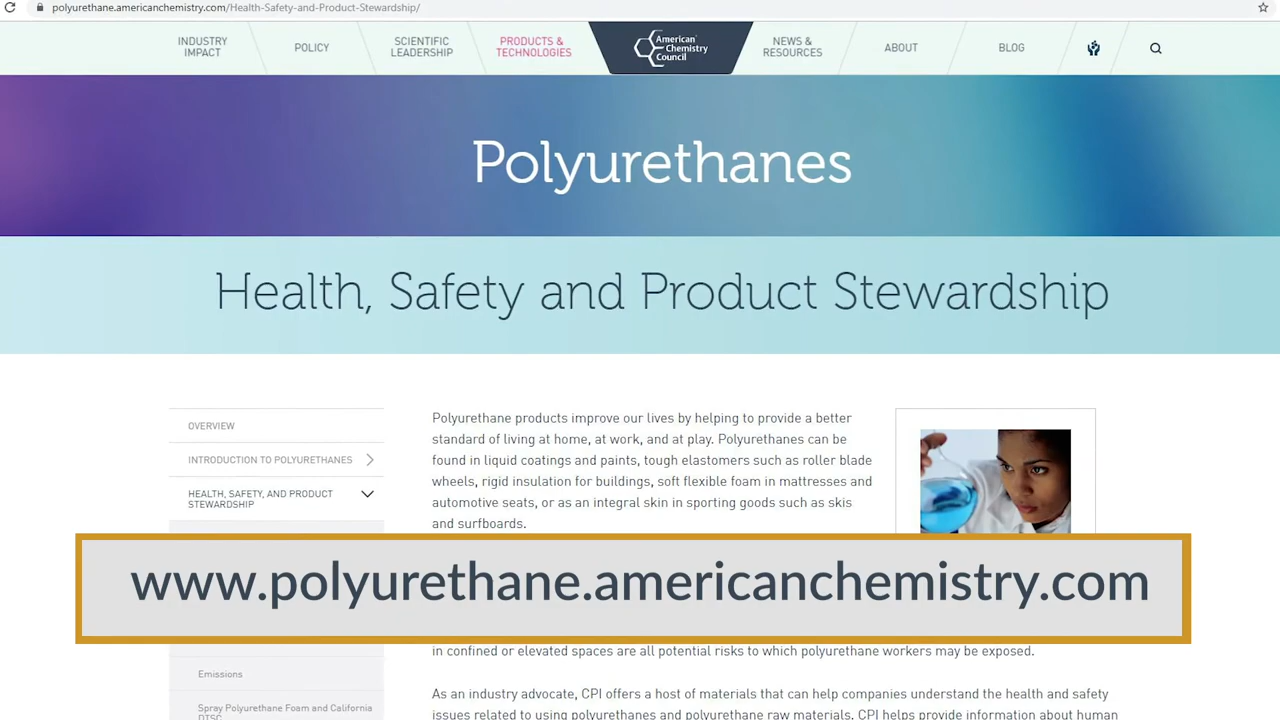 polyurethane.americanchemistry.com/Health-Safety-and-Product-Stewardship/
INDUSTRY
IMPACT
POLICY
SCIENTIFIC
LEADERSHIP
PRODUCTS &
TECHNOLOGIES
American
Chemistry
Council
NEWS &
RESOURCES
ABOUT
BLOG
Polyurethanes
Health, Safety and Product Stewardship
OVERVIEW
INTRODUCTION TO POLYURETHANES
HEALTH, SAFETY, AND PRODUCT
STEWARDSHIP
Polyurethane products improve our lives by helping to provide a better
standard of living at home, at work, and at play. Polyurethanes can be
found in liquid coatings and paints, tough elastomers such as roller blade
wheels, rigid insulation for buildings, soft flexible foam in mattresses and
automotive seats, or as an integral skin in sporting goods such as skis
and surfboards.
www.polyurethane.americanchemistry.com
in confined or elevated spaces are all potential risks to which polyurethane workers may be exposed.
Emissions
Spray Polyurethane Foam and California
DTSC
As an industry advocate, CPI offers a host of materials that can help companies understand the health and safety
issues related to using polyurethanes and polyurethane raw materials. CPI helps provide information about human